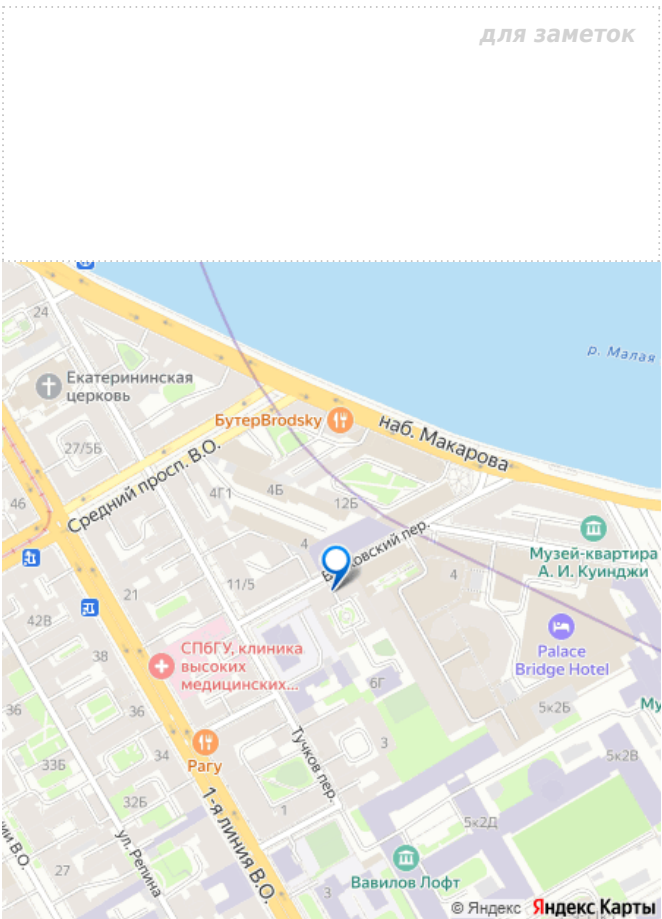 для заметок
24
р. Малая
Екатерининская
церковь
БутерBrodsky
наб. Макарова
27/5Б
Средний просп. В.О.
4Г1
4Б
12Б
46
4
Музей-квартира
А. И. Куинджи
4
11/5
21
42В
38
СПбГУ, клиника
высоких
медицинских...
Palace
Bridge Hotel
6Г
36
36
5к2Б
Му
Тучков пер.
3
34
Рагу
33Б
5к2В
32Б
1-я линия В.О.
1
5к2Д
ул. Репина
27
Вавилов Лофт
3
© Яндекс Яндекс Карты